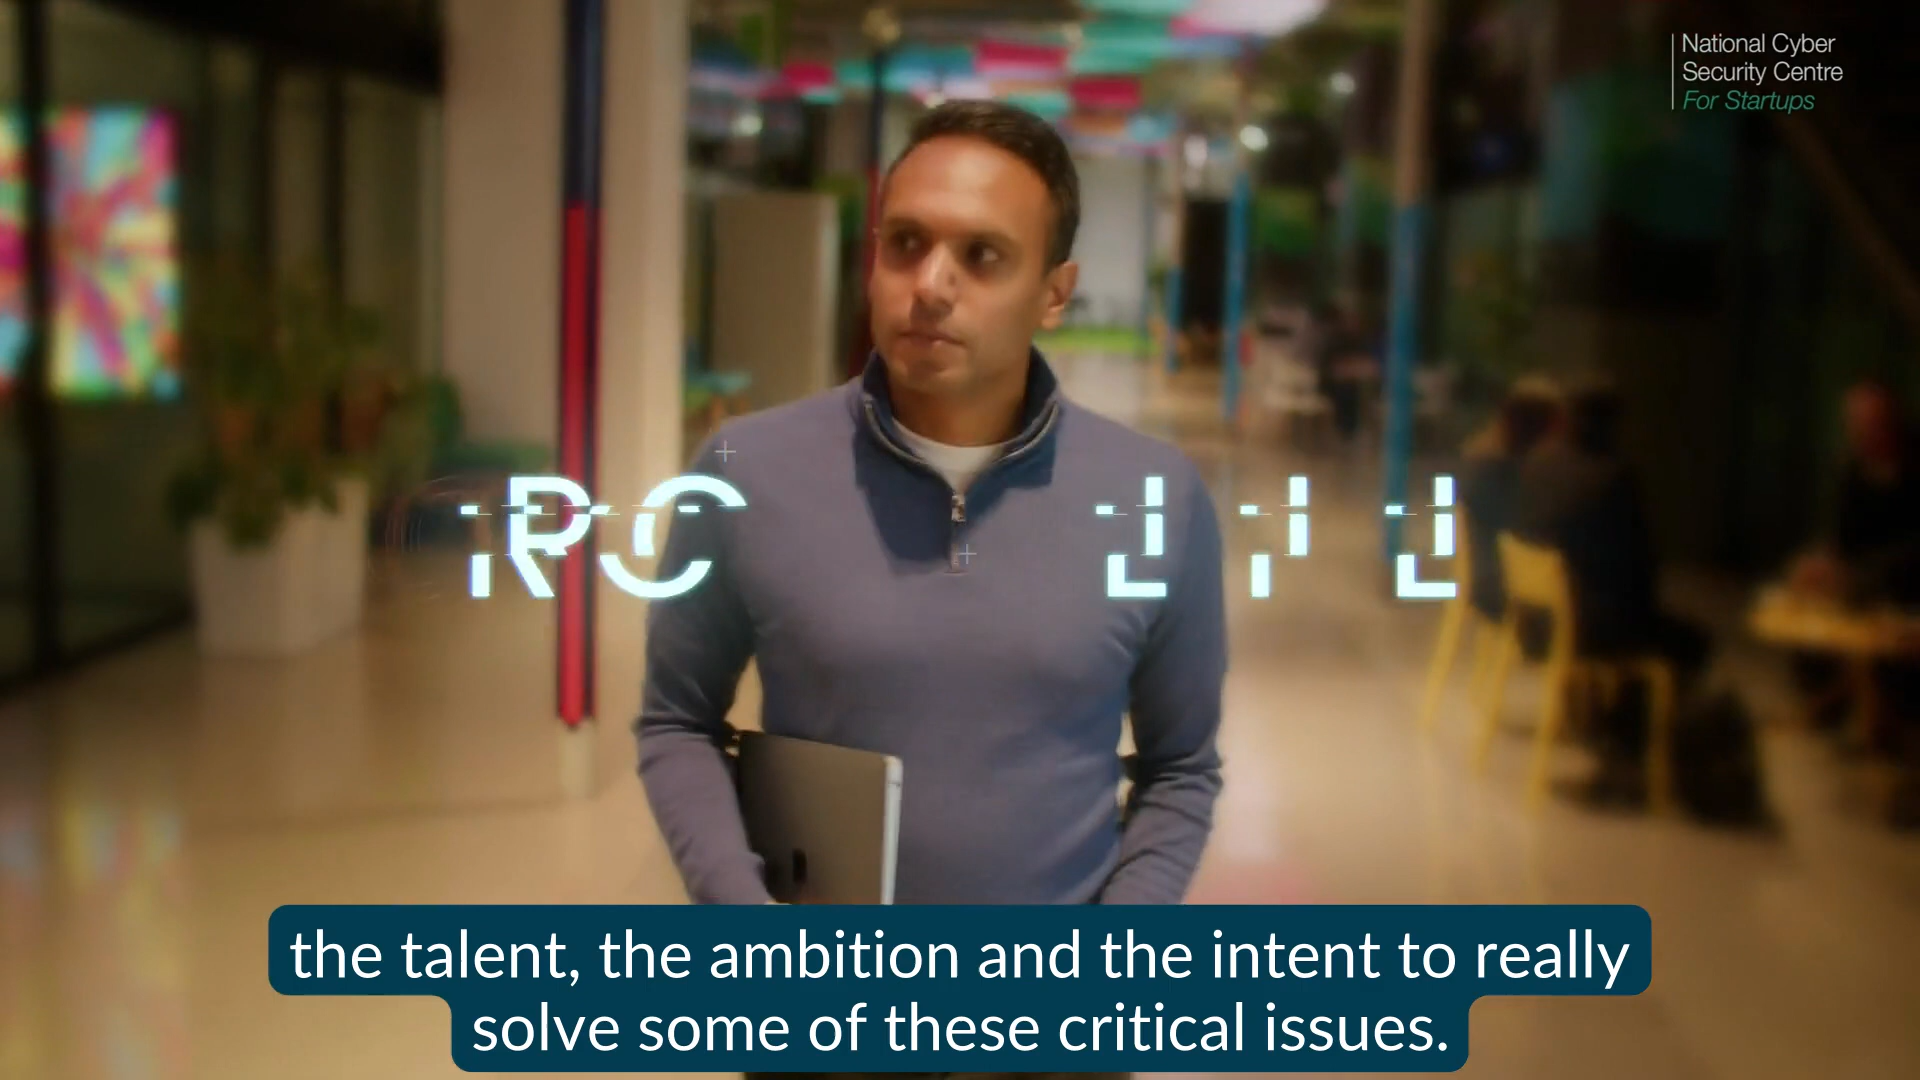 National Cyber
Security Centre
For Startups
the talent, the ambition and the intent to really
solve some of these critical issues.